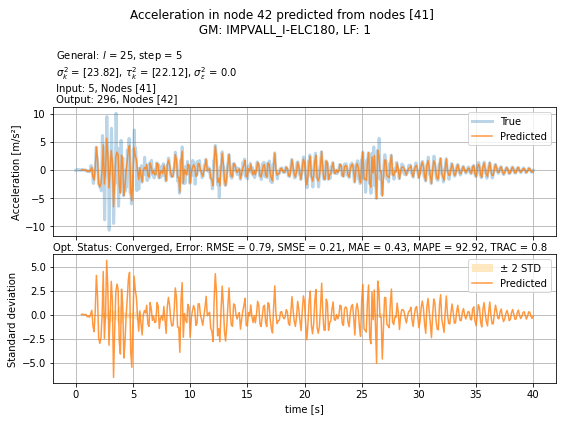 Acceleration in node 42 predicted from nodes [41]
GM: IMPVALL_I-ELC180, LF: 1
General: l = 25, step = 5
σ²ₖ = [23.82], τ²ₖ = [22.12], σ²ε = 0.0
Input: 5, Nodes [41]
Output: 296, Nodes [42]
Acceleration [m/s²]
10
5
0
−5
−10
True
Predicted
Opt. Status: Converged, Error: RMSE = 0.79, SMSE = 0.21, MAE = 0.43, MAPE = 92.92, TRAC = 0.8
Standard deviation
5.0
2.5
0.0
−2.5
−5.0
± 2 STD
Predicted
0 5 10 15 20 25 30 35 40
time [s]